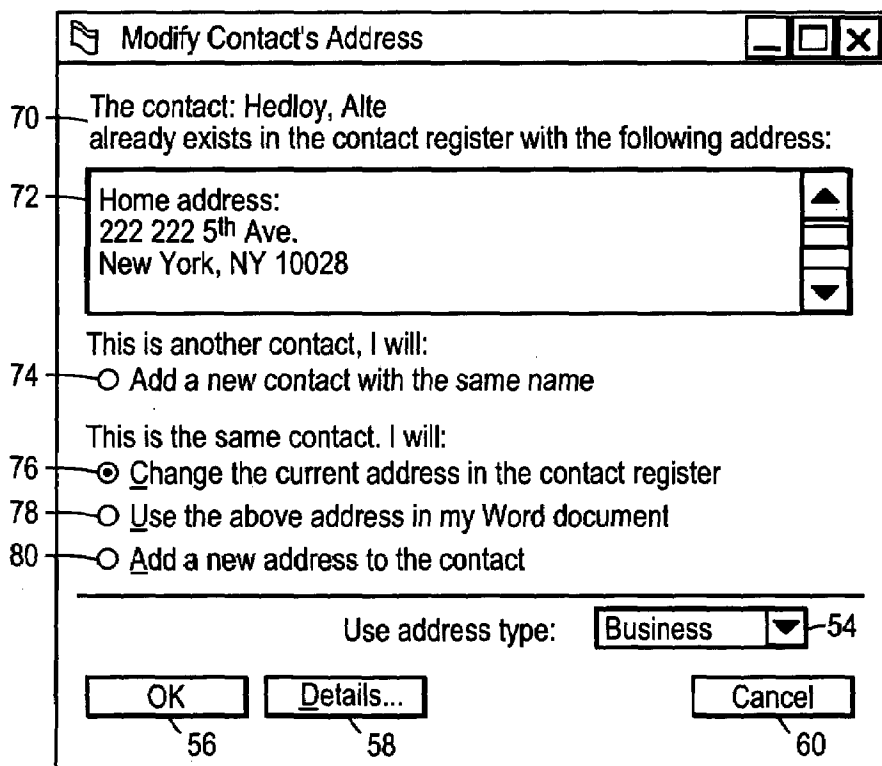 Modify Contact's Address
70
The contact: Hedloy, Alte
already exists in the contact register with the following address:
72
Home address:
222 222 5th Ave.
New York, NY 10028
This is another contact, I will:
74
Add a new contact with the same name
This is the same contact. I will:
76
Change the current address in the contact register
78
Use the above address in my Word document
80
Add a new address to the contact
Use address type: Business 54
OK Details... Cancel
56 58 60